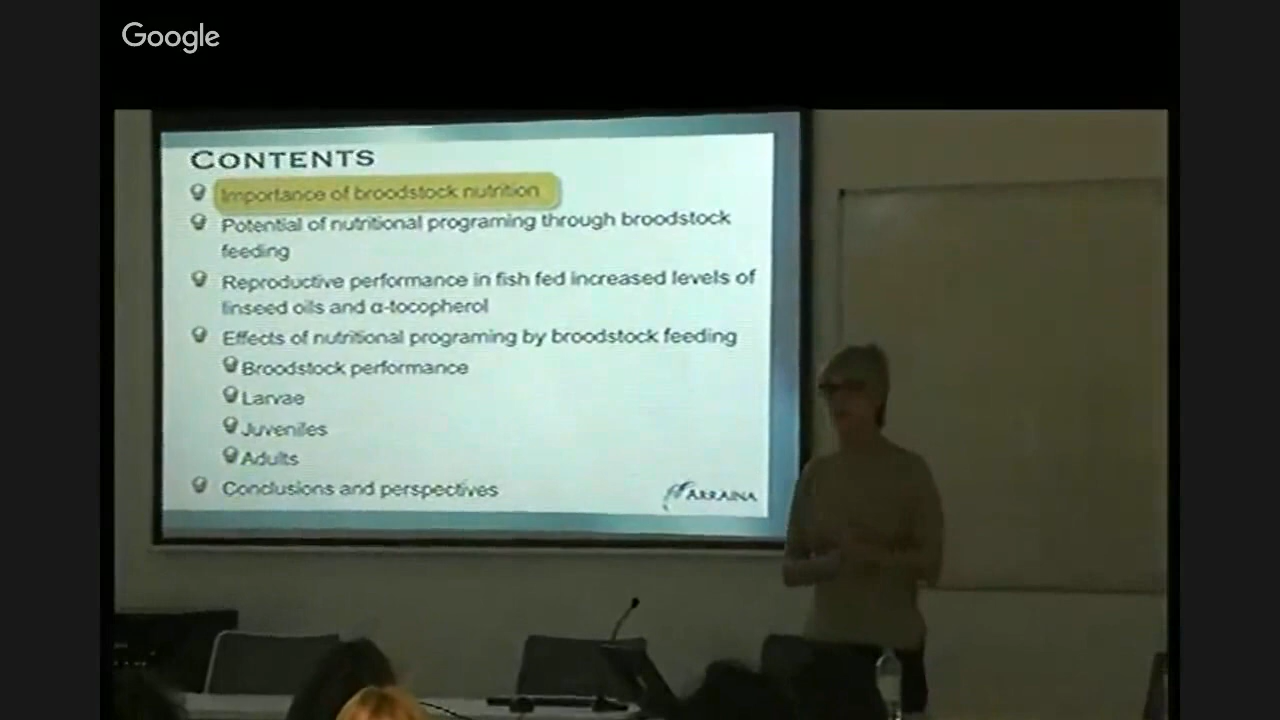 Google
CONTENTS
Importance of broodstock nutrition
Potential of nutritional programing through broodstock
feeding
Reproductive performance in fish fed increased levels of
linseed oils and α-tocopherol
Effects of nutritional programing by broodstock feeding
Broodstock performance
Larvae
Juveniles
Adults
Conclusions and perspectives
ARRAINA